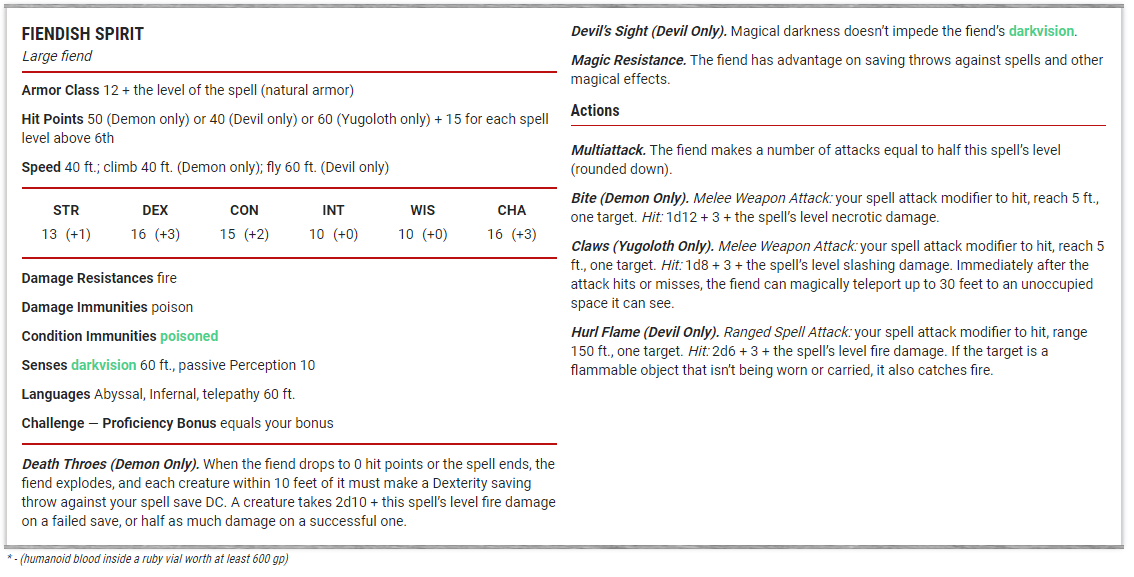 FIENDISH SPIRIT
Large fiend
Armor Class 12 + the level of the spell (natural armor)
Hit Points 50 (Demon only) or 40 (Devil only) or 60 (Yugoloth only) + 15 for each spell
level above 6th
Speed 40 ft.; climb 40 ft. (Demon only); fly 60 ft. (Devil only)
STR DEX CON INT WIS CHA
13 (+1) 16 (+3) 15 (+2) 10 (+0) 10 (+0) 16 (+3)
Damage Resistances fire
Damage Immunities poison
Condition Immunities poisoned
Senses darkvision 60 ft., passive Perception 10
Languages Abyssal, Infernal, telepathy 60 ft.
Challenge — Proficiency Bonus equals your bonus
Death Throes (Demon Only). When the fiend drops to 0 hit points or the spell ends, the
fiend explodes, and each creature within 10 feet of it must make a Dexterity saving
throw against your spell save DC. A creature takes 2d10 + this spell’s level fire damage
on a failed save, or half as much damage on a successful one.
Devil’s Sight (Devil Only). Magical darkness doesn’t impede the fiend’s darkvision.
Magic Resistance. The fiend has advantage on saving throws against spells and other
magical effects.
Actions
Multiattack. The fiend makes a number of attacks equal to half this spell’s level
(rounded down).
Bite (Demon Only). Melee Weapon Attack: your spell attack modifier to hit, reach 5 ft.,
one target. Hit: 1d12 + 3 + the spell’s level necrotic damage.
Claws (Yugoloth Only). Melee Weapon Attack: your spell attack modifier to hit, reach 5
ft., one target. Hit: 1d8 + 3 + the spell’s level slashing damage. Immediately after the
attack hits or misses, the fiend can magically teleport up to 30 feet to an unoccupied
space it can see.
Hurl Flame (Devil Only). Ranged Spell Attack: your spell attack modifier to hit, range
150 ft., one target. Hit: 2d6 + 3 + the spell’s level fire damage. If the target is a
flammable object that isn’t being worn or carried, it also catches fire.
* - (humanoid blood inside a ruby vial worth at least 600 gp)